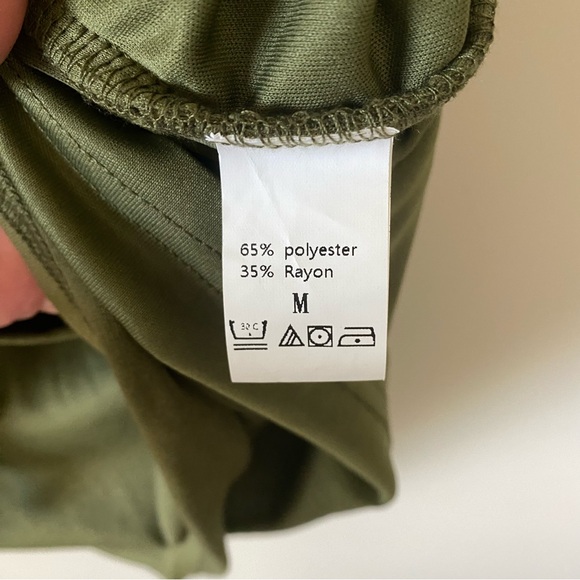 65% polyester
35% Rayon
M
30 C